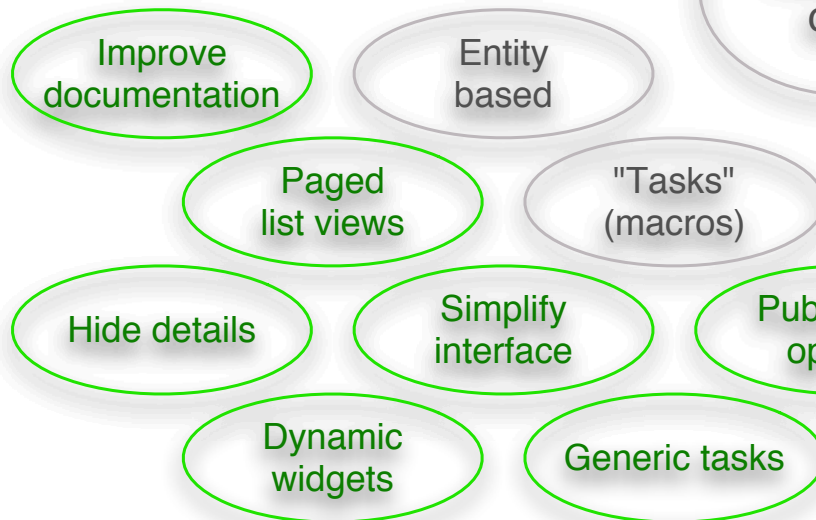 Improve
documentation
Entity
based
Paged
list views
"Tasks"
(macros)
Hide details
Simplify
interface
Dynamic
widgets
Generic tasks